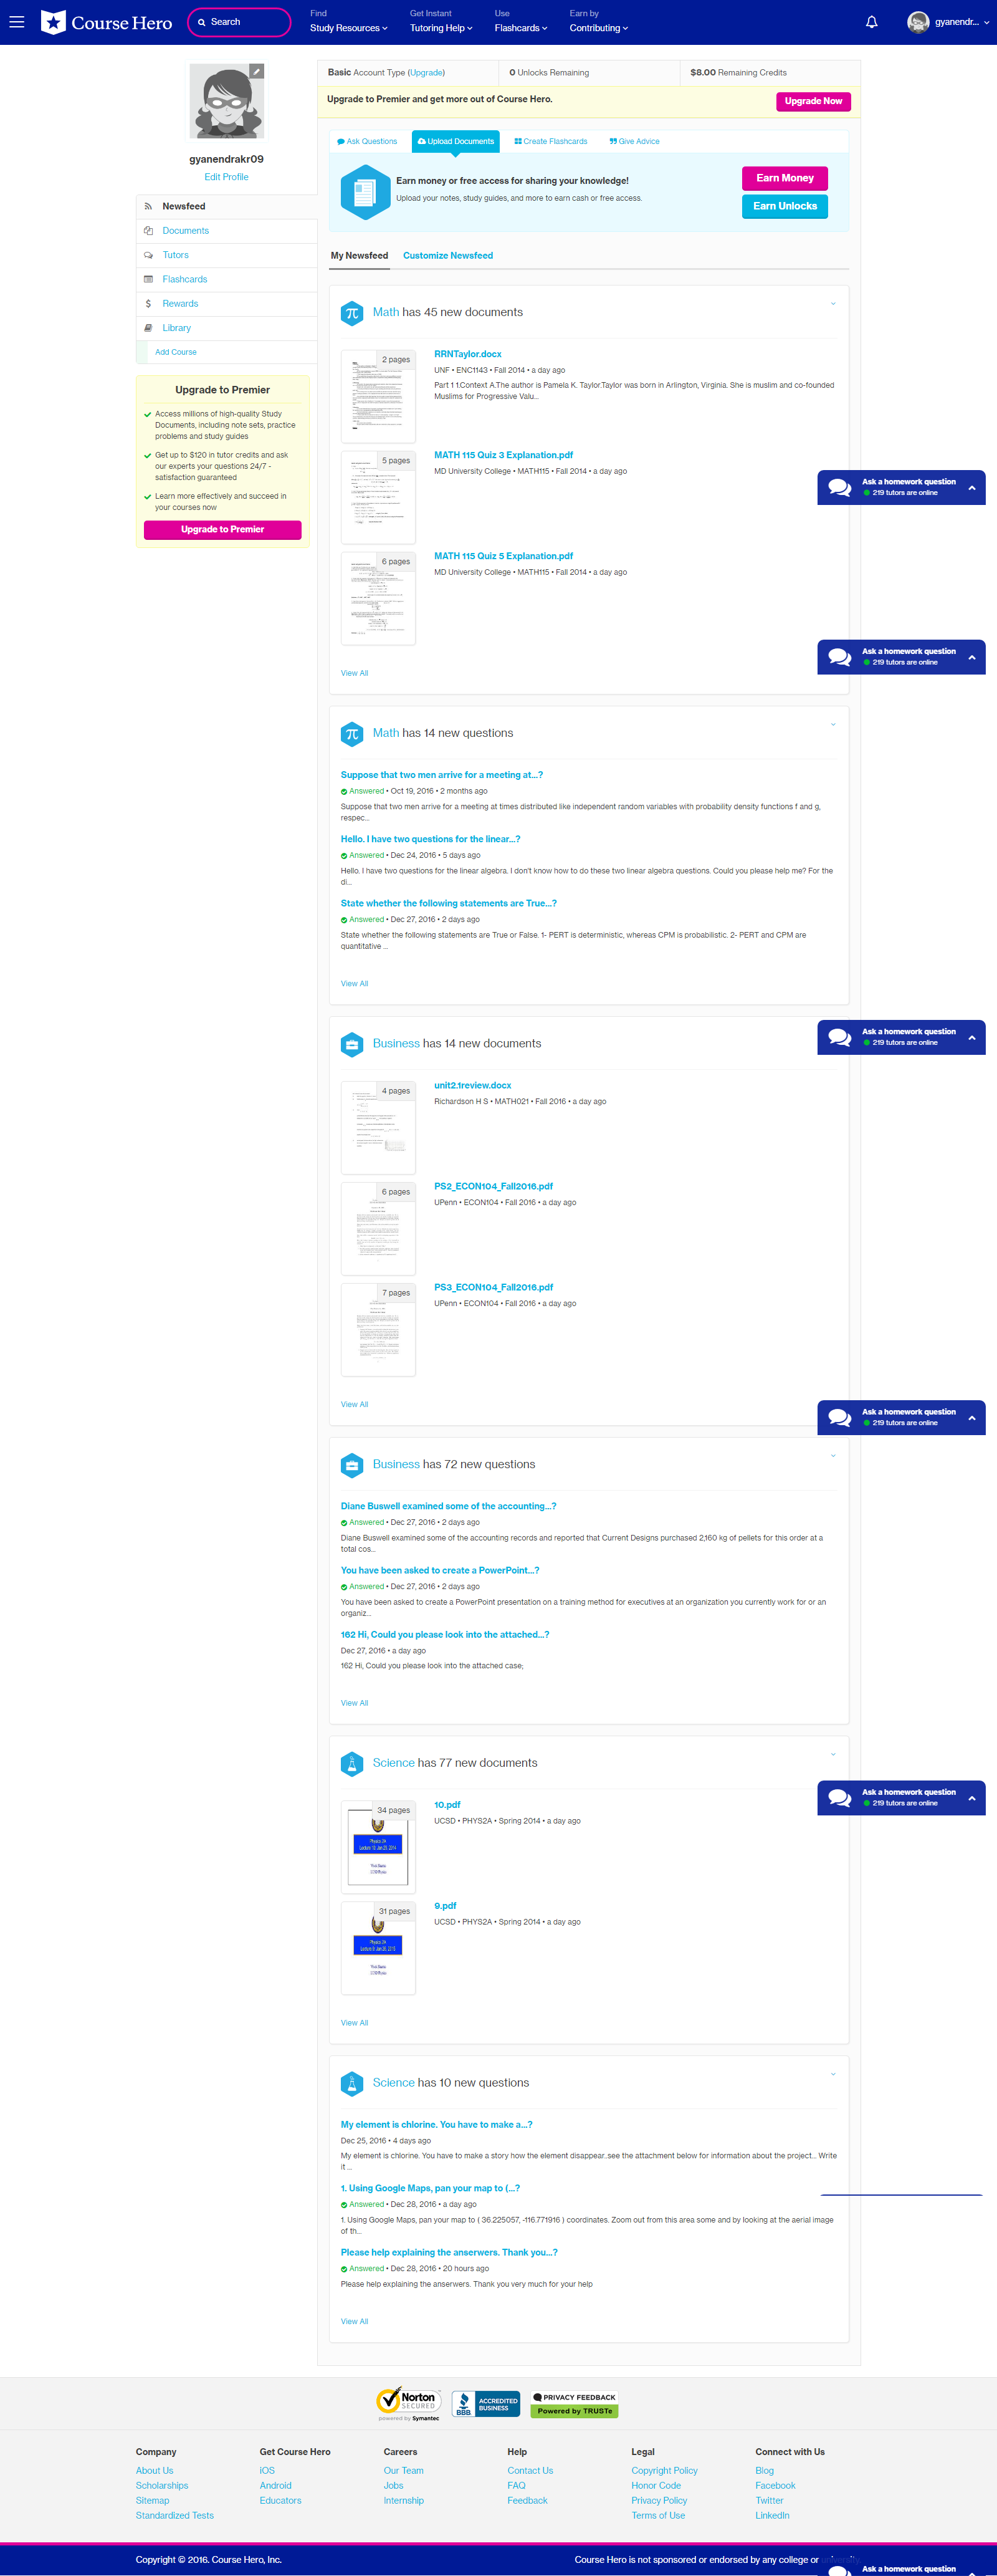 Course Hero
Search
Find
Study Resources
Get Instant
Tutoring Help
Use
Flashcards
Earn by
Contributing
gyanendr...
gyanendrakr09
Edit Profile
Newsfeed
Documents
Tutors
Flashcards
Rewards
Library
Add Course
Upgrade to Premier
Access millions of high-quality Study
Documents, including note sets, practice
problems and study guides
Get up to $120 in tutor credits and ask
our experts your questions 24/7 -
satisfaction guaranteed
Learn more effectively and succeed in
your courses now
Upgrade to Premier
Basic Account Type (Upgrade)
0 Unlocks Remaining
$8.00 Remaining Credits
Upgrade to Premier and get more out of Course Hero.
Upgrade Now
Ask Questions
Upload Documents
Create Flashcards
Give Advice
Earn money or free access for sharing your knowledge!
Upload your notes, study guides, and more to earn cash or free access.
Earn Money
Earn Unlocks
My Newsfeed
Customize Newsfeed
Math has 45 new documents
2 pages
RRNTaylor.docx
UNF • ENC1143 • Fall 2014 • a day ago
Part 1 1.Context A.The author is Pamela K. Taylor.Taylor was born in Arlington, Virginia. She is muslim and co-founded
Muslims for Progressive Valu...
5 pages
MATH 115 Quiz 3 Explanation.pdf
MD University College • MATH115 • Fall 2014 • a day ago
Ask a homework question
219 tutors are online
6 pages
MATH 115 Quiz 5 Explanation.pdf
MD University College • MATH115 • Fall 2014 • a day ago
Ask a homework question
219 tutors are online
View All
Math has 14 new questions
Suppose that two men arrive for a meeting at...?
Answered • Oct 19, 2016 • 2 months ago
Suppose that two men arrive for a meeting at times distributed like independent random variables with probability density functions f and g,
respec...
Hello. I have two questions for the linear...?
Answered • Dec 24, 2016 • 5 days ago
Hello. I have two questions for the linear algebra. I don't know how to do these two linear algebra questions. Could you please help me? For the
di...
State whether the following statements are True...?
Answered • Dec 27, 2016 • 2 days ago
State whether the following statements are True or False. 1- PERT is deterministic, whereas CPM is probabilistic. 2- PERT and CPM are
quantitative ...
View All
Business has 14 new documents
Ask a homework question
219 tutors are online
4 pages
unit2.1review.docx
Richardson H S • MATH021 • Fall 2016 • a day ago
6 pages
PS2_ECON104_Fall2016.pdf
UPenn • ECON104 • Fall 2016 • a day ago
7 pages
PS3_ECON104_Fall2016.pdf
UPenn • ECON104 • Fall 2016 • a day ago
View All
Ask a homework question
219 tutors are online
Business has 72 new questions
Diane Buswell examined some of the accounting...?
Answered • Dec 27, 2016 • 2 days ago
Diane Buswell examined some of the accounting records and reported that Current Designs purchased 2,160 kg of pellets for this order at a
total cos...
You have been asked to create a PowerPoint...?
Answered • Dec 27, 2016 • 2 days ago
You have been asked to create a PowerPoint presentation on a training method for executives at an organization you currently work for or an
organiz...
162 Hi, Could you please look into the attached...?
Dec 27, 2016 • a day ago
162 Hi, Could you please look into the attached case;
View All
Science has 77 new documents
Ask a homework question
219 tutors are online
34 pages
10.pdf
UCSD • PHYS2A • Spring 2014 • a day ago
Physics 2A
31 pages
9.pdf
UCSD • PHYS2A • Spring 2014 • a day ago
Physics 2A
View All
Science has 10 new questions
My element is chlorine. You have to make a...?
Dec 25, 2016 • 4 days ago
My element is chlorine. You have to make a story how the element disappear..see the attachment below for information about the project... Write
it ...
1. Using Google Maps, pan your map to (...?
Answered • Dec 28, 2016 • a day ago
1. Using Google Maps, pan your map to ( 36.225057, -116.771916 ) coordinates. Zoom out from this area some and by looking at the aerial image
of th...
Please help explaining the anserwers. Thank you...?
Answered • Dec 28, 2016 • 20 hours ago
Please help explaining the anserwers. Thank you very much for your help
View All
Norton
SECURED
powered by Symantec
BBB
ACCREDITED
BUSINESS
PRIVACY FEEDBACK
Powered by TRUSTe
Company
About Us
Scholarships
Sitemap
Standardized Tests
Get Course Hero
iOS
Android
Educators
Careers
Our Team
Jobs
Internship
Help
Contact Us
FAQ
Feedback
Legal
Copyright Policy
Honor Code
Privacy Policy
Terms of Use
Connect with Us
Blog
Facebook
Twitter
LinkedIn
Copyright © 2016. Course Hero, Inc.
Course Hero is not sponsored or endorsed by any college or
Ask a homework question